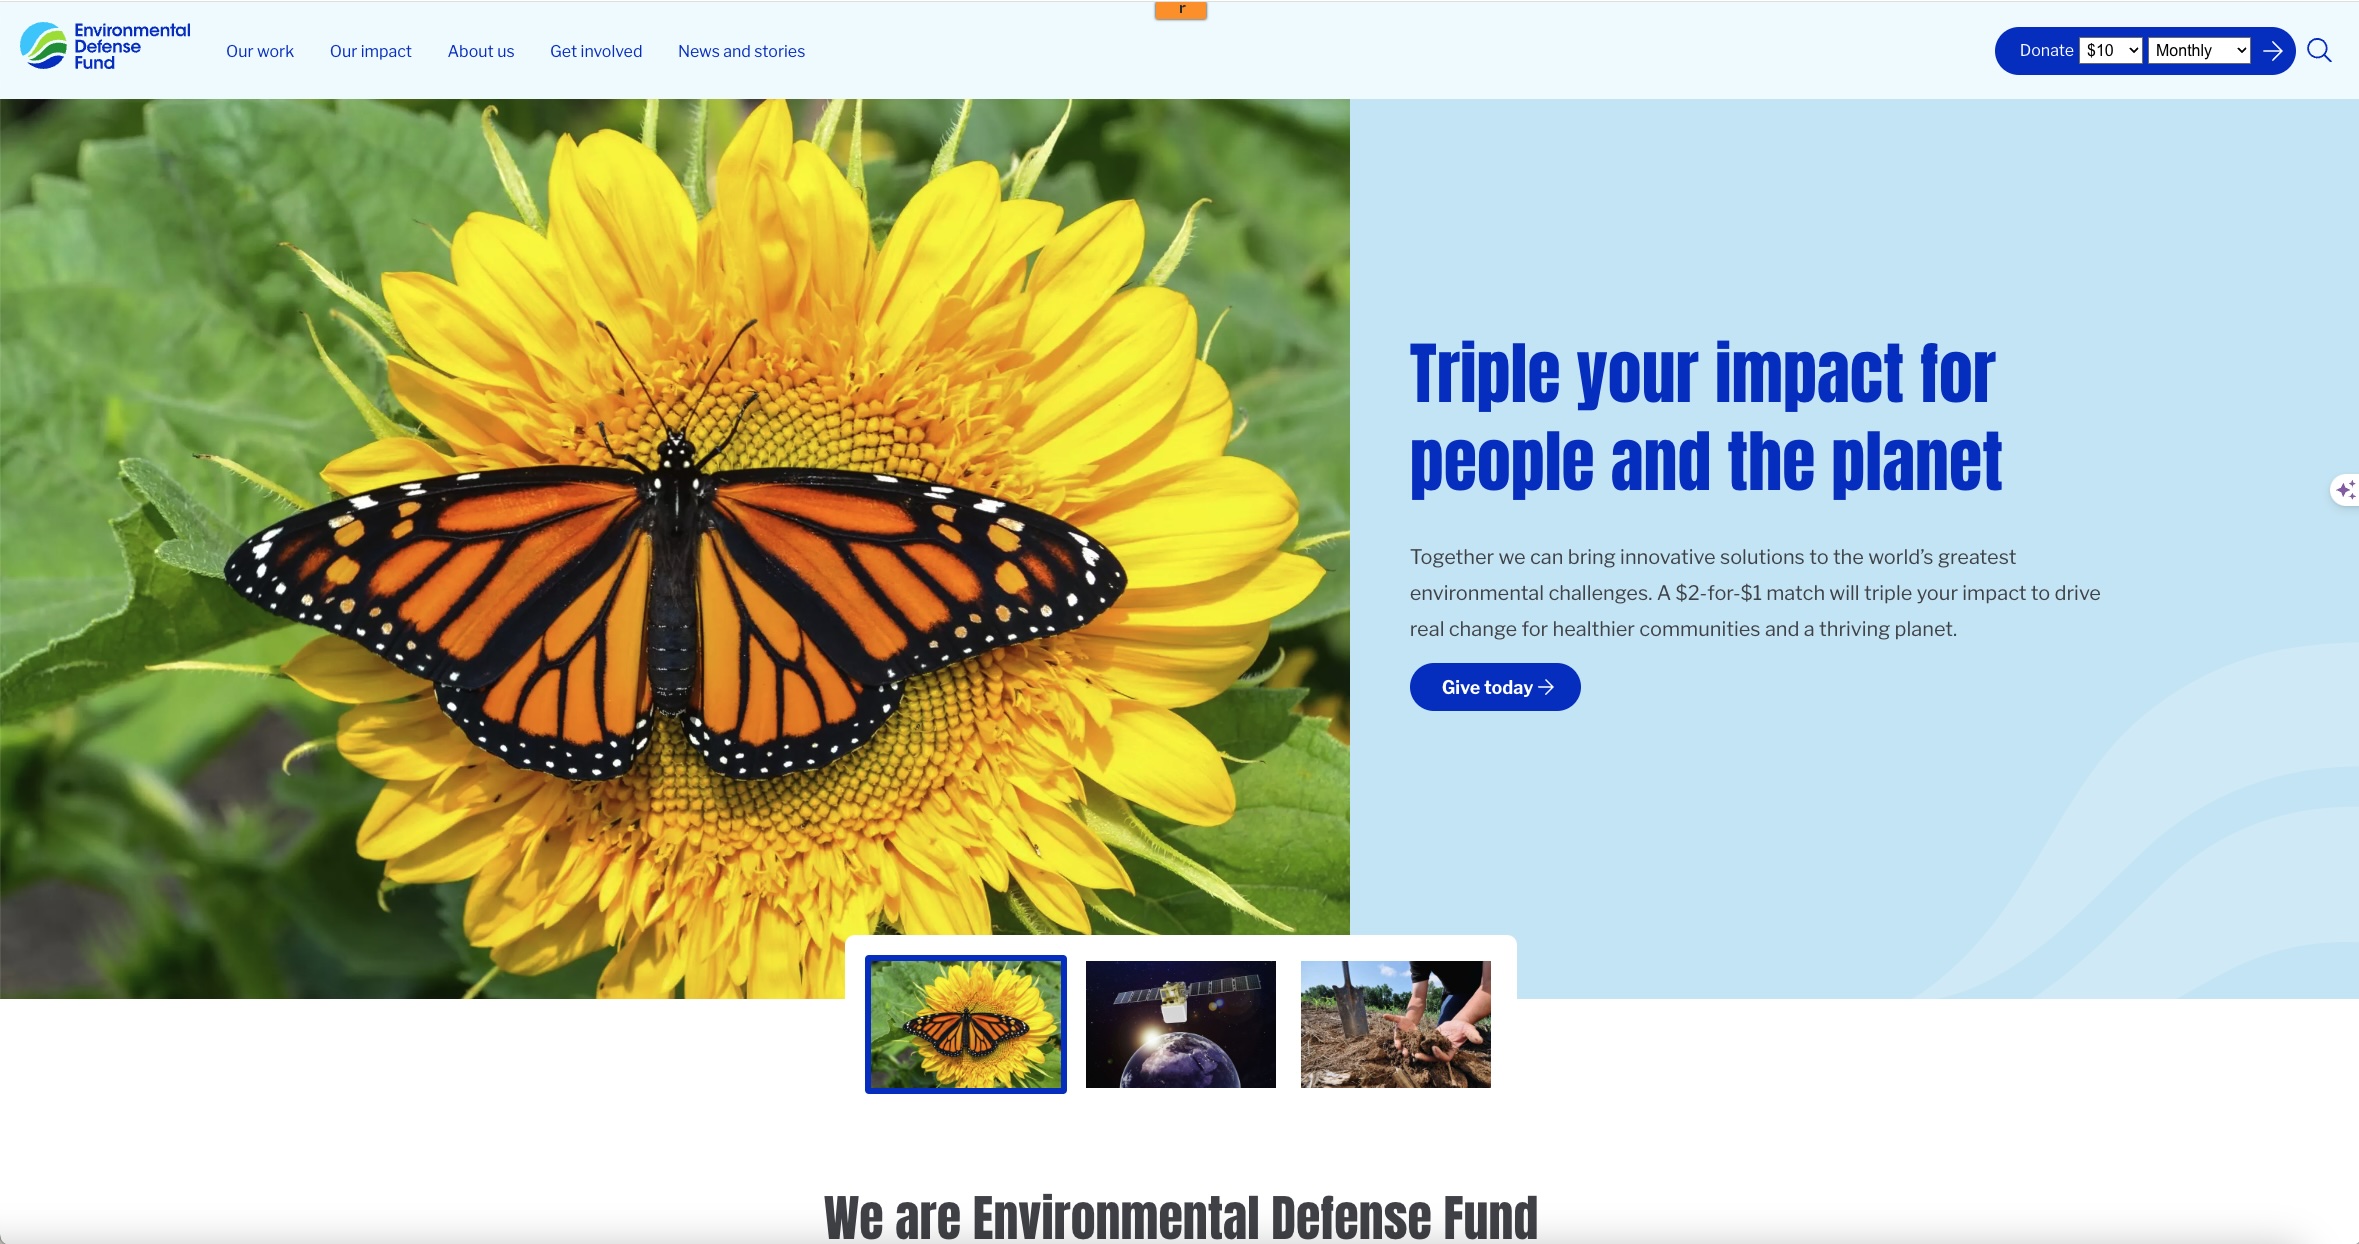 r
Environmental
Defense
Fund
Our work
Our impact
About us
Get involved
News and stories
Donate $10 Monthly
Triple your impact for
people and the planet
Together we can bring innovative solutions to the world’s greatest
environmental challenges. A $2-for-$1 match will triple your impact to drive
real change for healthier communities and a thriving planet.
Give today
We are Environmental Defense Fund